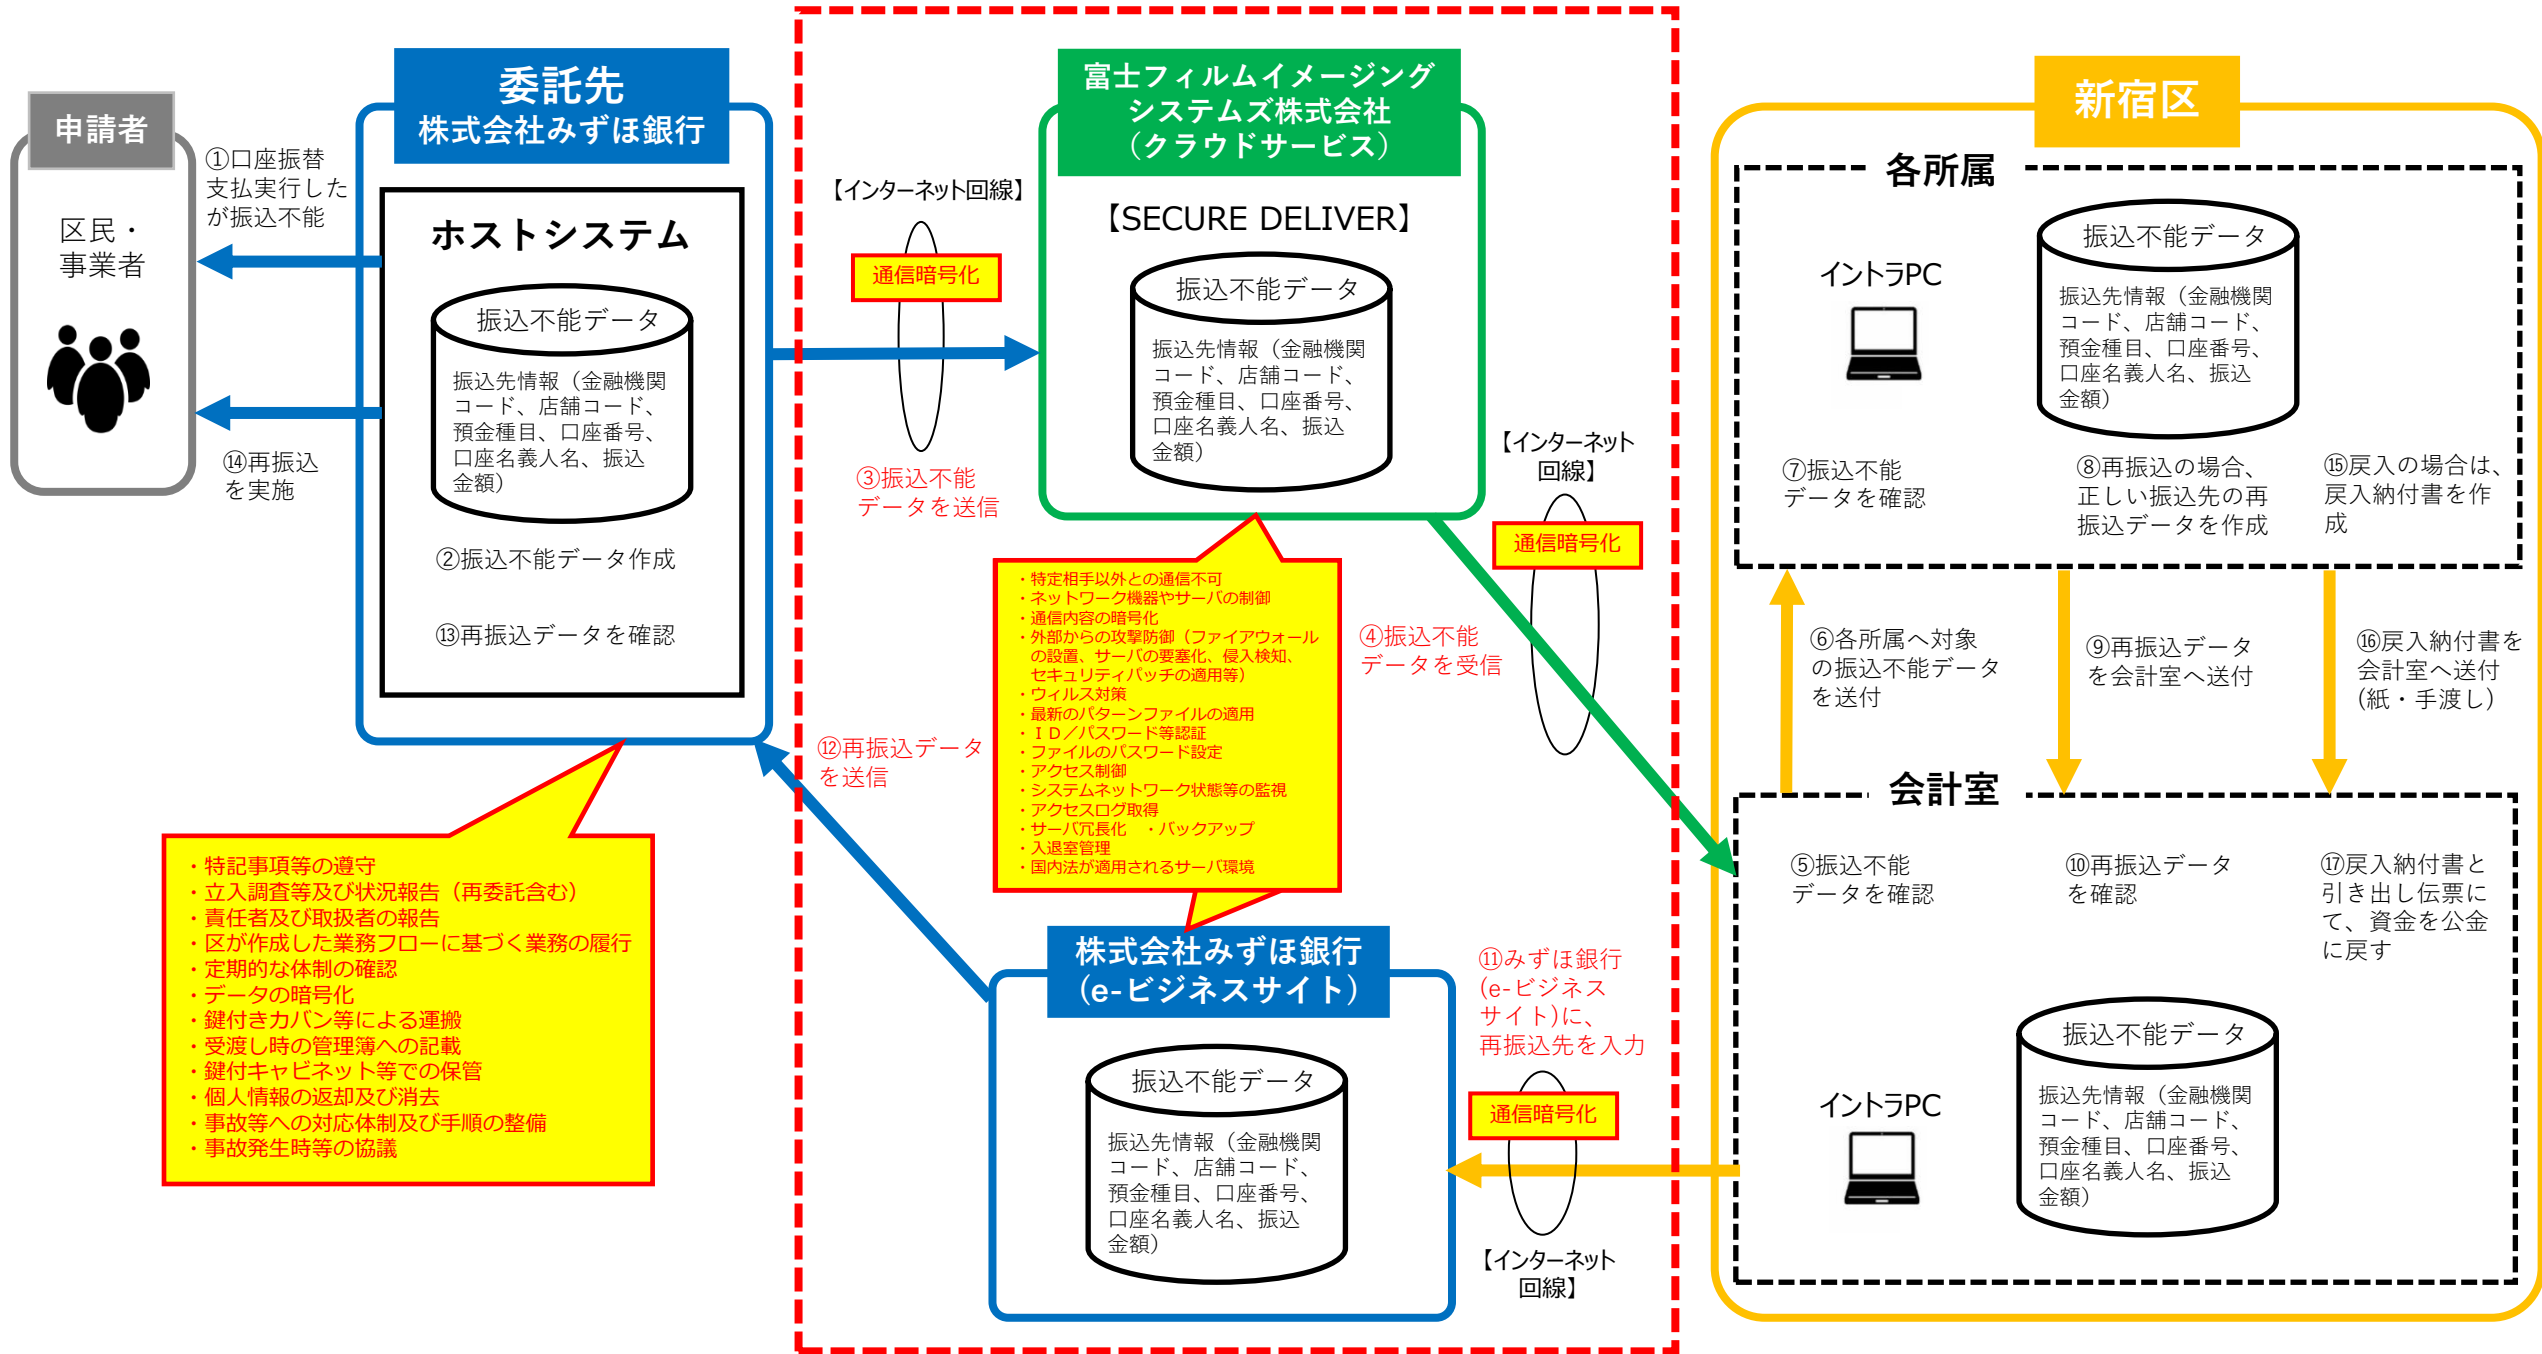 申請者
区民・
事業者
①口座振替
支払実行した
が振込不能
⑭再振込
を実施
委託先
株式会社みずほ銀行
ホストシステム
振込不能データ
振込先情報（金融機関
コード、店舗コード、
預金種目、口座番号、
口座名義人名、振込
金額）
②振込不能データ作成
⑬再振込データを確認
・特記事項等の遵守
・立入調査等及び状況報告（再委託含む）
・責任者及び取扱者の報告
・区が作成した業務フローに基づく業務の履行
・定期的な体制の確認
・データの暗号化
・鍵付きカバン等による運搬
・受渡し時の管理簿への記載
・鍵付キャビネット等での保管
・個人情報の返却及び消去
・事故等への対応体制及び手順の整備
・事故発生時等の協議
【インターネット回線】
通信暗号化
③振込不能
データを送信
富士フィルムイメージング
システムズ株式会社
（クラウドサービス）
【SECURE DELIVER】
振込不能データ
振込先情報（金融機関
コード、店舗コード、
預金種目、口座番号、
口座名義人名、振込
金額）
・特定相手以外との通信不可
・ネットワーク機器やサーバの制御
・通信内容の暗号化
・外部からの攻撃防御（ファイアウォール
の設置、サーバの要塞化、侵入検知、
セキュリティパッチの適用等）
・ウィルス対策
・最新のパターンファイルの適用
・ＩＤ／パスワード等認証
・ファイルのパスワード設定
・アクセス制御
・システムネットワーク状態等の監視
・アクセスログ取得
・サーバ冗長化　・バックアップ
・入退室管理
・国内法が適用されるサーバ環境
【インターネット
回線】
通信暗号化
④振込不能
データを受信
⑫再振込データ
を送信
株式会社みずほ銀行
（e-ビジネスサイト）
振込不能データ
振込先情報（金融機関
コード、店舗コード、
預金種目、口座番号、
口座名義人名、振込
金額）
⑪みずほ銀行
(e-ビジネス
サイト)に、
再振込先を入力
通信暗号化
【インターネット
回線】
新宿区
各所属
イントラPC
振込不能データ
振込先情報（金融機関
コード、店舗コード、
預金種目、口座番号、
口座名義人名、振込
金額）
⑦振込不能
データを確認
⑧再振込の場合、
正しい振込先の再
振込データを作成
⑮戻入の場合は、
戻入納付書を作
成
⑥各所属へ対象
の振込不能データ
を送付
⑨再振込データ
を会計室へ送付
⑯戻入納付書を
会計室へ送付
(紙・手渡し)
会計室
⑤振込不能
データを確認
⑩再振込データ
を確認
⑰戻入納付書と
引き出し伝票に
て、資金を公金
に戻す
イントラPC
振込不能データ
振込先情報（金融機関
コード、店舗コード、
預金種目、口座番号、
口座名義人名、振込
金額）